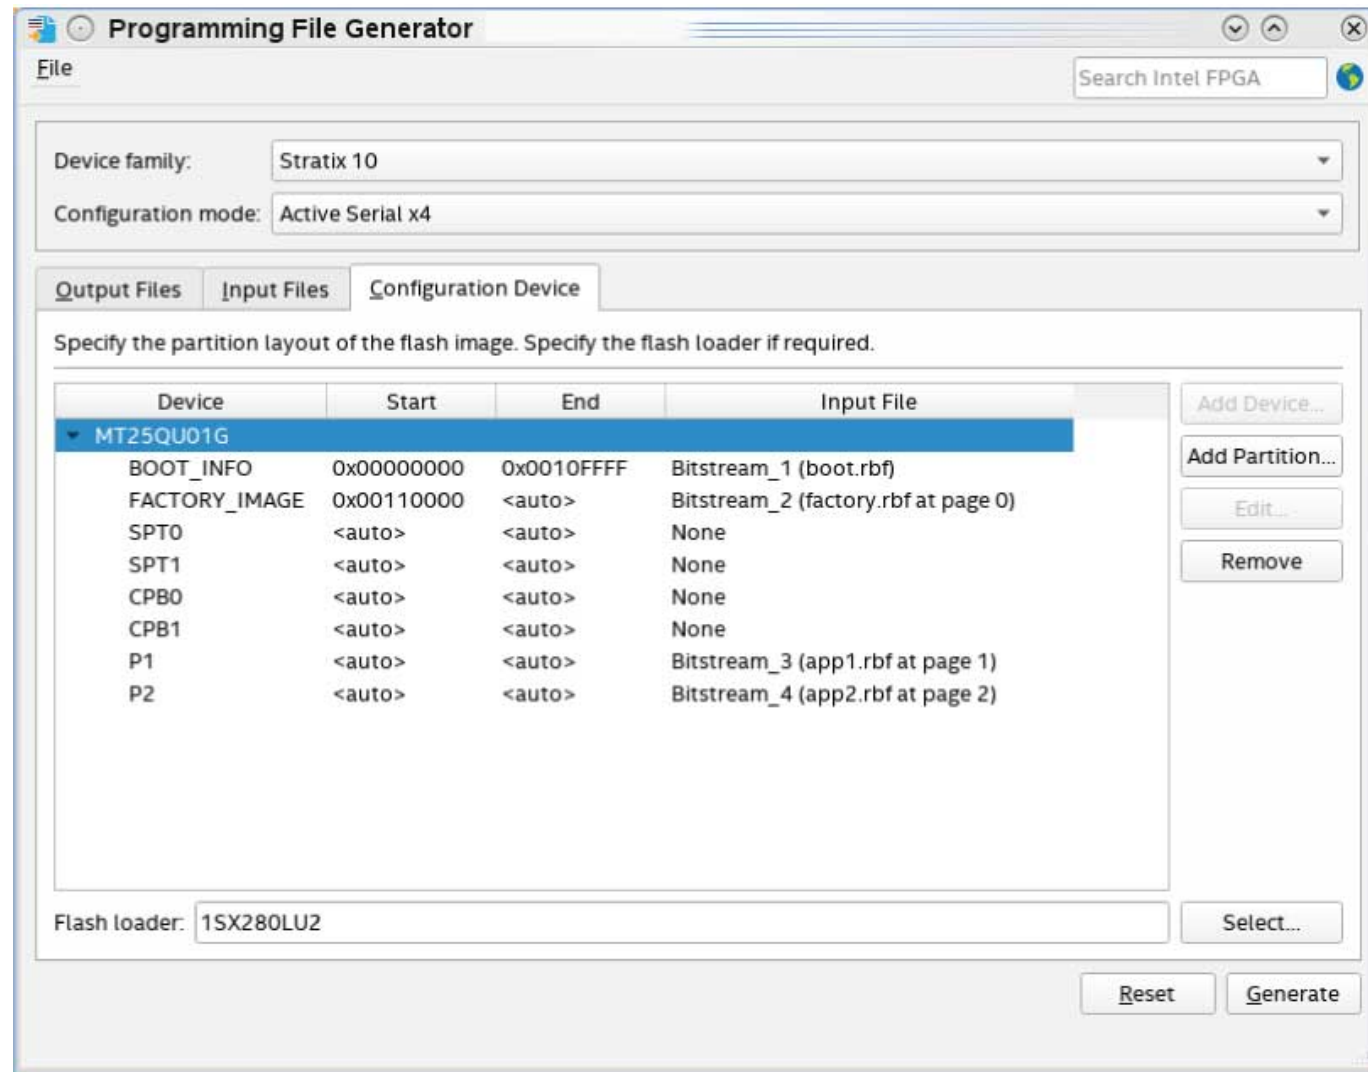 Programming File Generator
File
Search Intel FPGA
Device family: Stratix 10
Configuration mode: Active Serial x4
Output Files Input Files Configuration Device
Specify the partition layout of the flash image. Specify the flash loader if required.
Device Start End Input File
MT25QU01G
BOOT_INFO 0x00000000 0x0010FFFF Bitstream_1 (boot.rbf)
FACTORY_IMAGE 0x00110000 <auto> Bitstream_2 (factory.rbf at page 0)
SPT0 <auto> <auto> None
SPT1 <auto> <auto> None
CPB0 <auto> <auto> None
CPB1 <auto> <auto> None
P1 <auto> <auto> Bitstream_3 (app1.rbf at page 1)
P2 <auto> <auto> Bitstream_4 (app2.rbf at page 2)
Add Device...
Add Partition...
Edit...
Remove
Flash loader: 1SX280LU2 Select...
Reset Generate